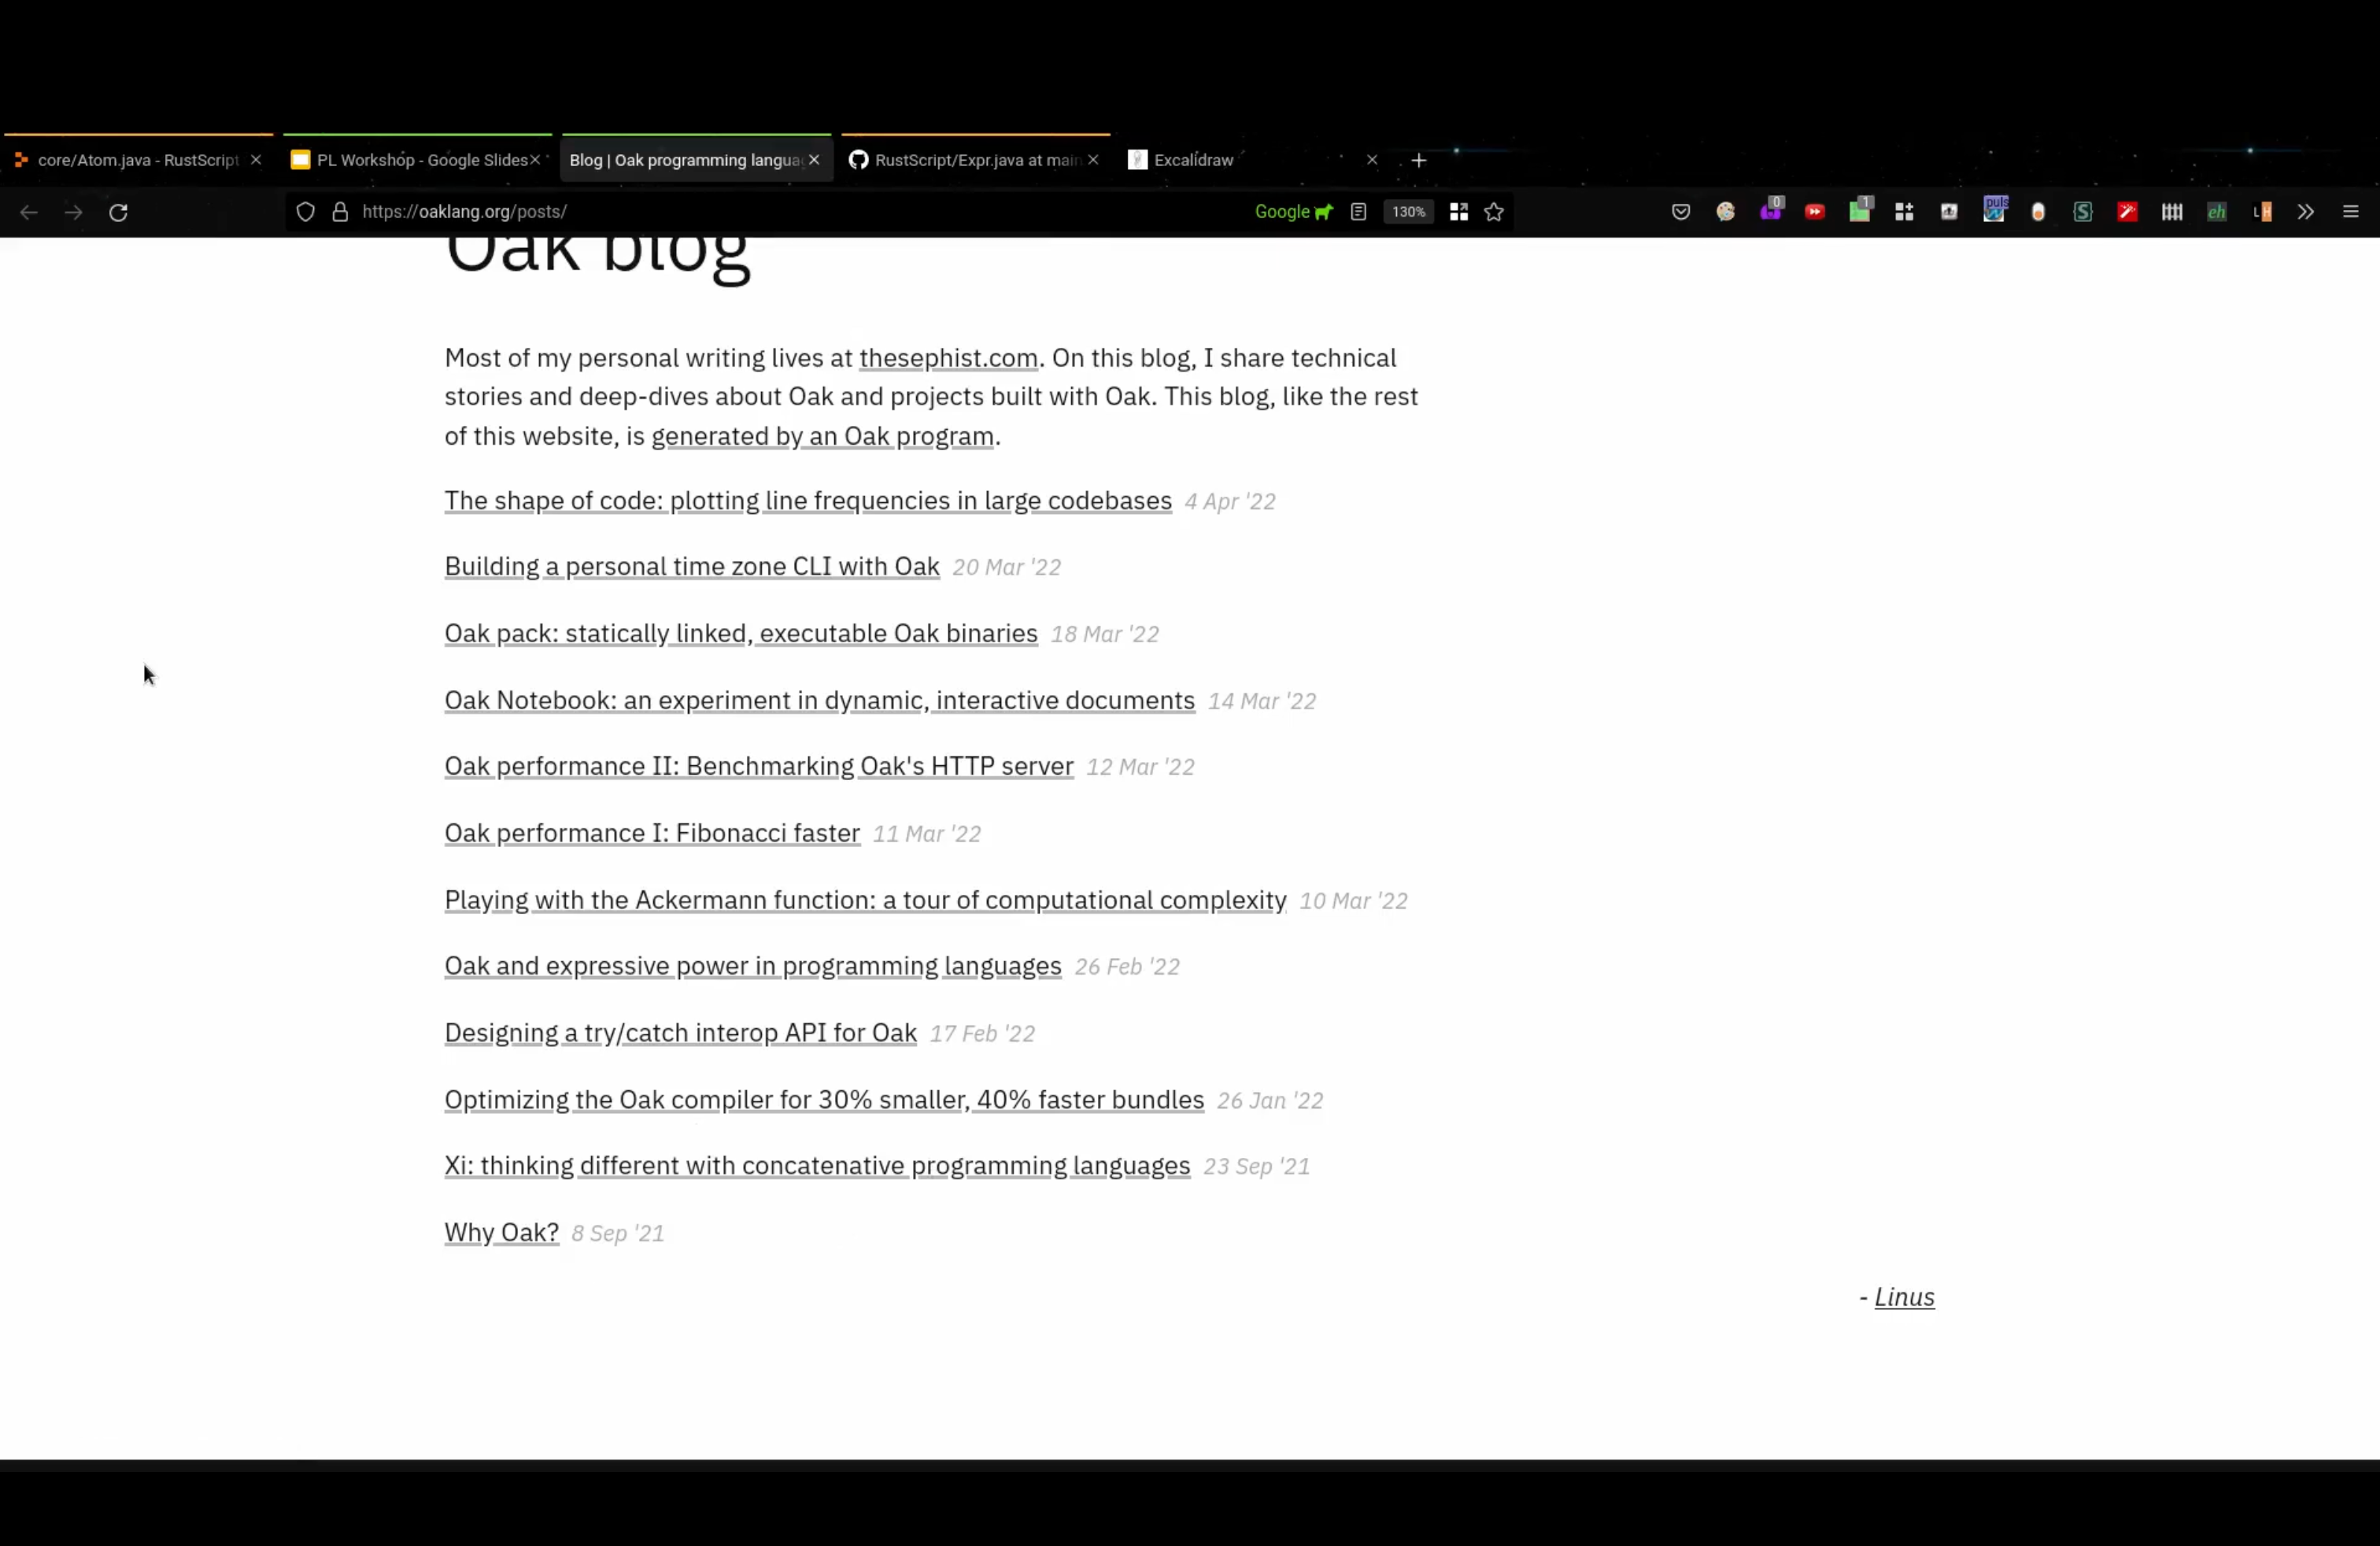 core/Atom.java - RustScript
PL Workshop - Google Slides
Blog | Oak programming langua
RustScript/Expr.java at main
Excalidraw
https://oaklang.org/posts/
Google
130%
0
1
puls
S
eh
LH
Oak blog
Most of my personal writing lives at thesephist.com. On this blog, I share technical
stories and deep-dives about Oak and projects built with Oak. This blog, like the rest
of this website, is generated by an Oak program.
The shape of code: plotting line frequencies in large codebases 4 Apr '22
Building a personal time zone CLI with Oak 20 Mar '22
Oak pack: statically linked, executable Oak binaries 18 Mar '22
Oak Notebook: an experiment in dynamic, interactive documents 14 Mar '22
Oak performance II: Benchmarking Oak's HTTP server 12 Mar '22
Oak performance I: Fibonacci faster 11 Mar '22
Playing with the Ackermann function: a tour of computational complexity 10 Mar '22
Oak and expressive power in programming languages 26 Feb '22
Designing a try/catch interop API for Oak 17 Feb '22
Optimizing the Oak compiler for 30% smaller, 40% faster bundles 26 Jan '22
Xi: thinking different with concatenative programming languages 23 Sep '21
Why Oak? 8 Sep '21
- Linus